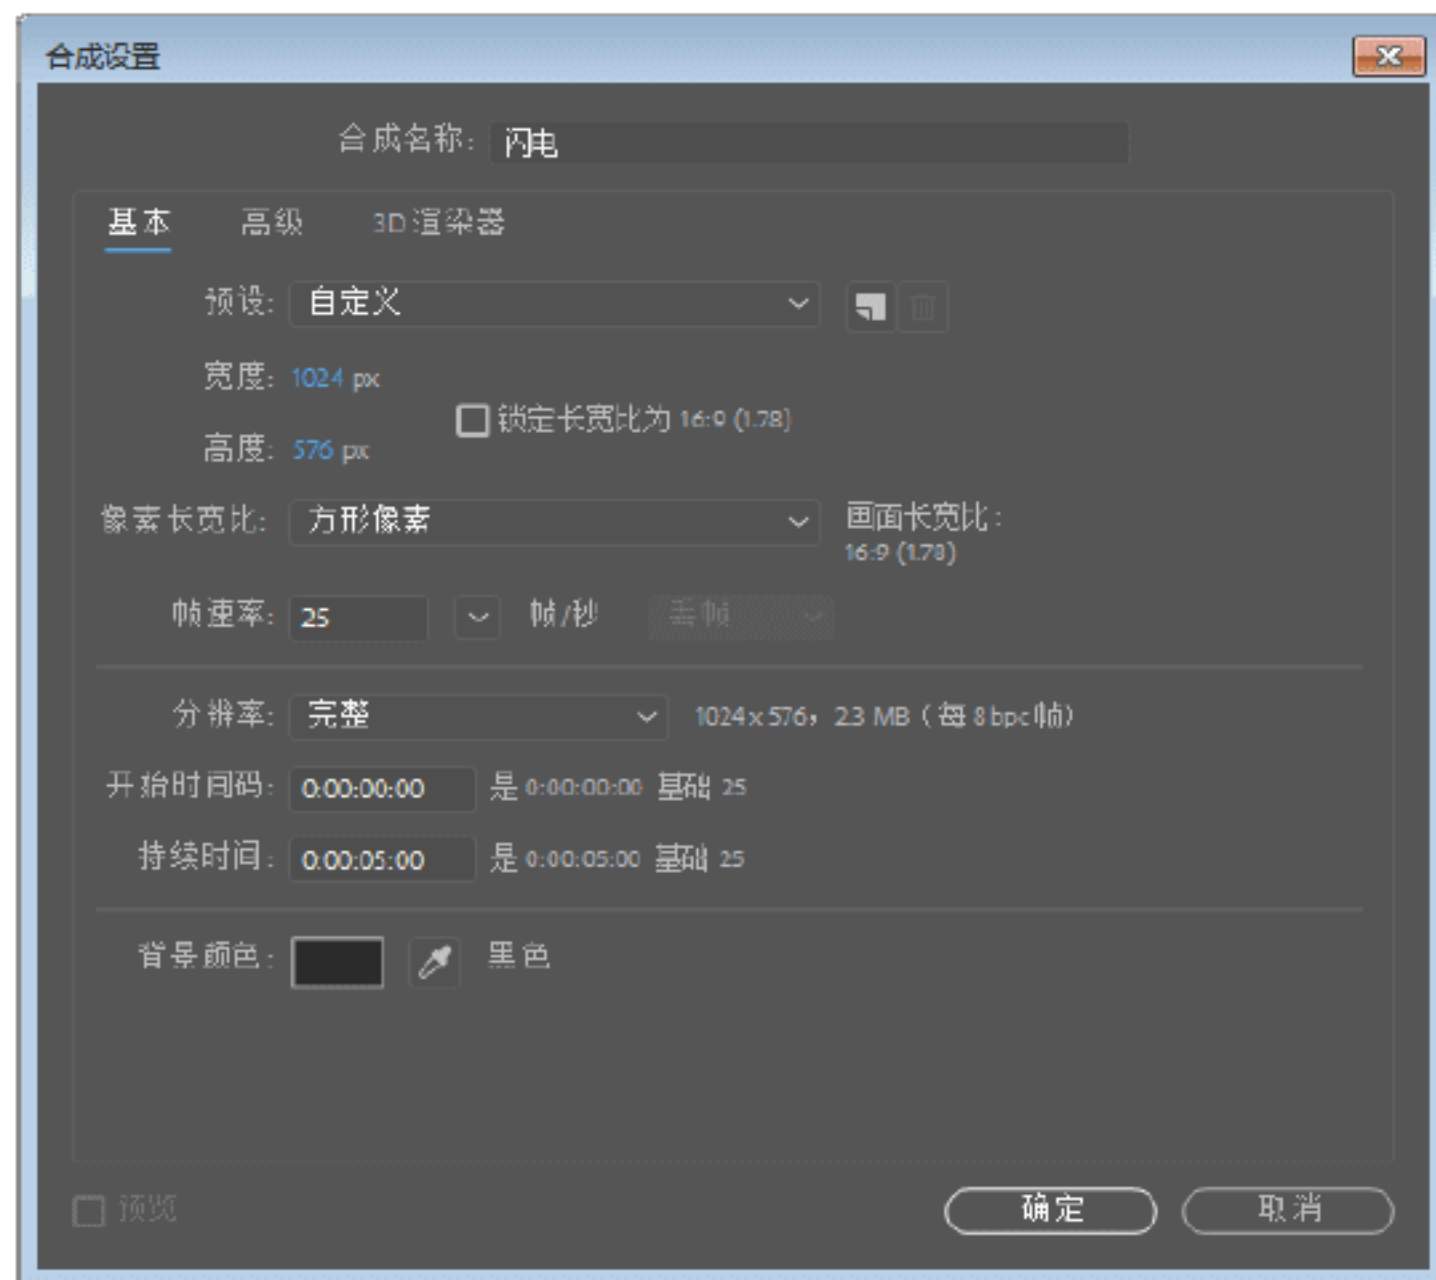 合成设置
合成名称: 闪电
基本 高级 3D 渲染器
预设: 自定义
宽度: 1024 px
锁定长宽比为 16:9 (1.78)
高度: 576 px
像素长宽比: 方形像素 画面长宽比:
16:9 (1.78)
帧速率: 25 帧/秒 丢帧
分辨率: 完整 1024 x 576, 2.3 MB (每 8 bpc 帧)
开始时间码: 0:00:00:00 是 0:00:00:00 基础 25
持续时间: 0:00:05:00 是 0:00:05:00 基础 25
背景颜色: 黑色
预览 确定 取消